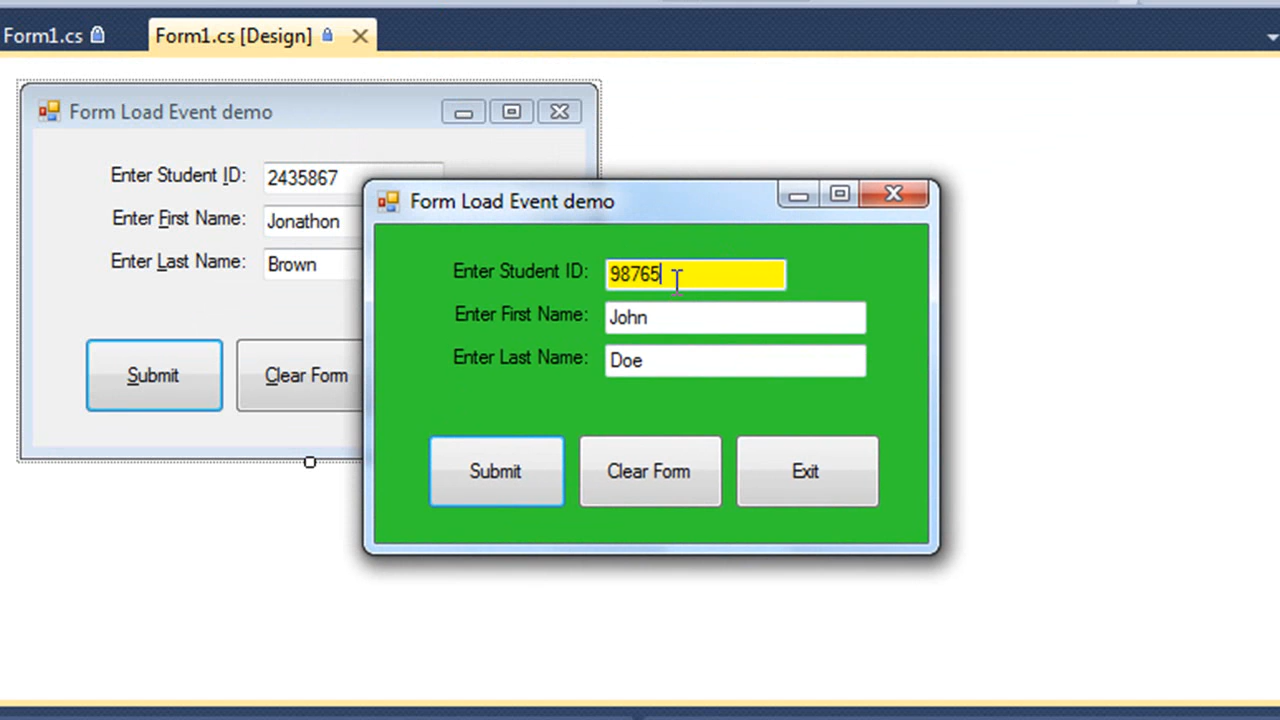 Form1.cs
Form1.cs [Design]
Form Load Event demo
Enter Student ID: 2435867
Enter First Name: Jonathon
Enter Last Name: Brown
Submit
Clear Form
Form Load Event demo
Enter Student ID: 98765
Enter First Name: John
Enter Last Name: Doe
Submit
Clear Form
Exit